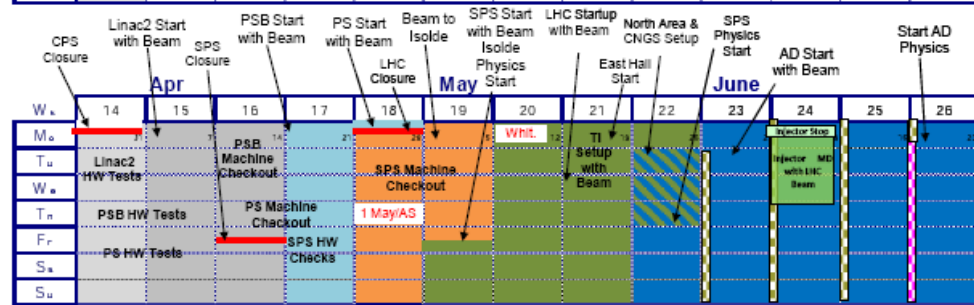 CPS
Closure
Linac2 Start
with Beam
SPS
Closure
PSB Start
with Beam
PS Start
with Beam
LHC
Closure
Beam to
Isolde
SPS Start
with Beam
Isolde
Physics
Start
LHC Startup
with Beam
East Hall
Start
North Area &
CNGS Setup
SPS
Physics
Start
AD Start
with Beam
Start AD
Physics
Apr
May
June
14 15 16 17 18 19 20 21 22 23 24 25 26
Mo
Tu
We
Fr
Su
Linac2
HW Tests
PSB HW Tests
PS HW Tests
PSB
Machine
Checkout
PS Machine
Checkout
SPS HW
Checks
SPS Machine
Checkout
1 May/AS
Whit.
TI
Setup
with
Beam
Injector Stop
Injector MD
with LHC
Beam